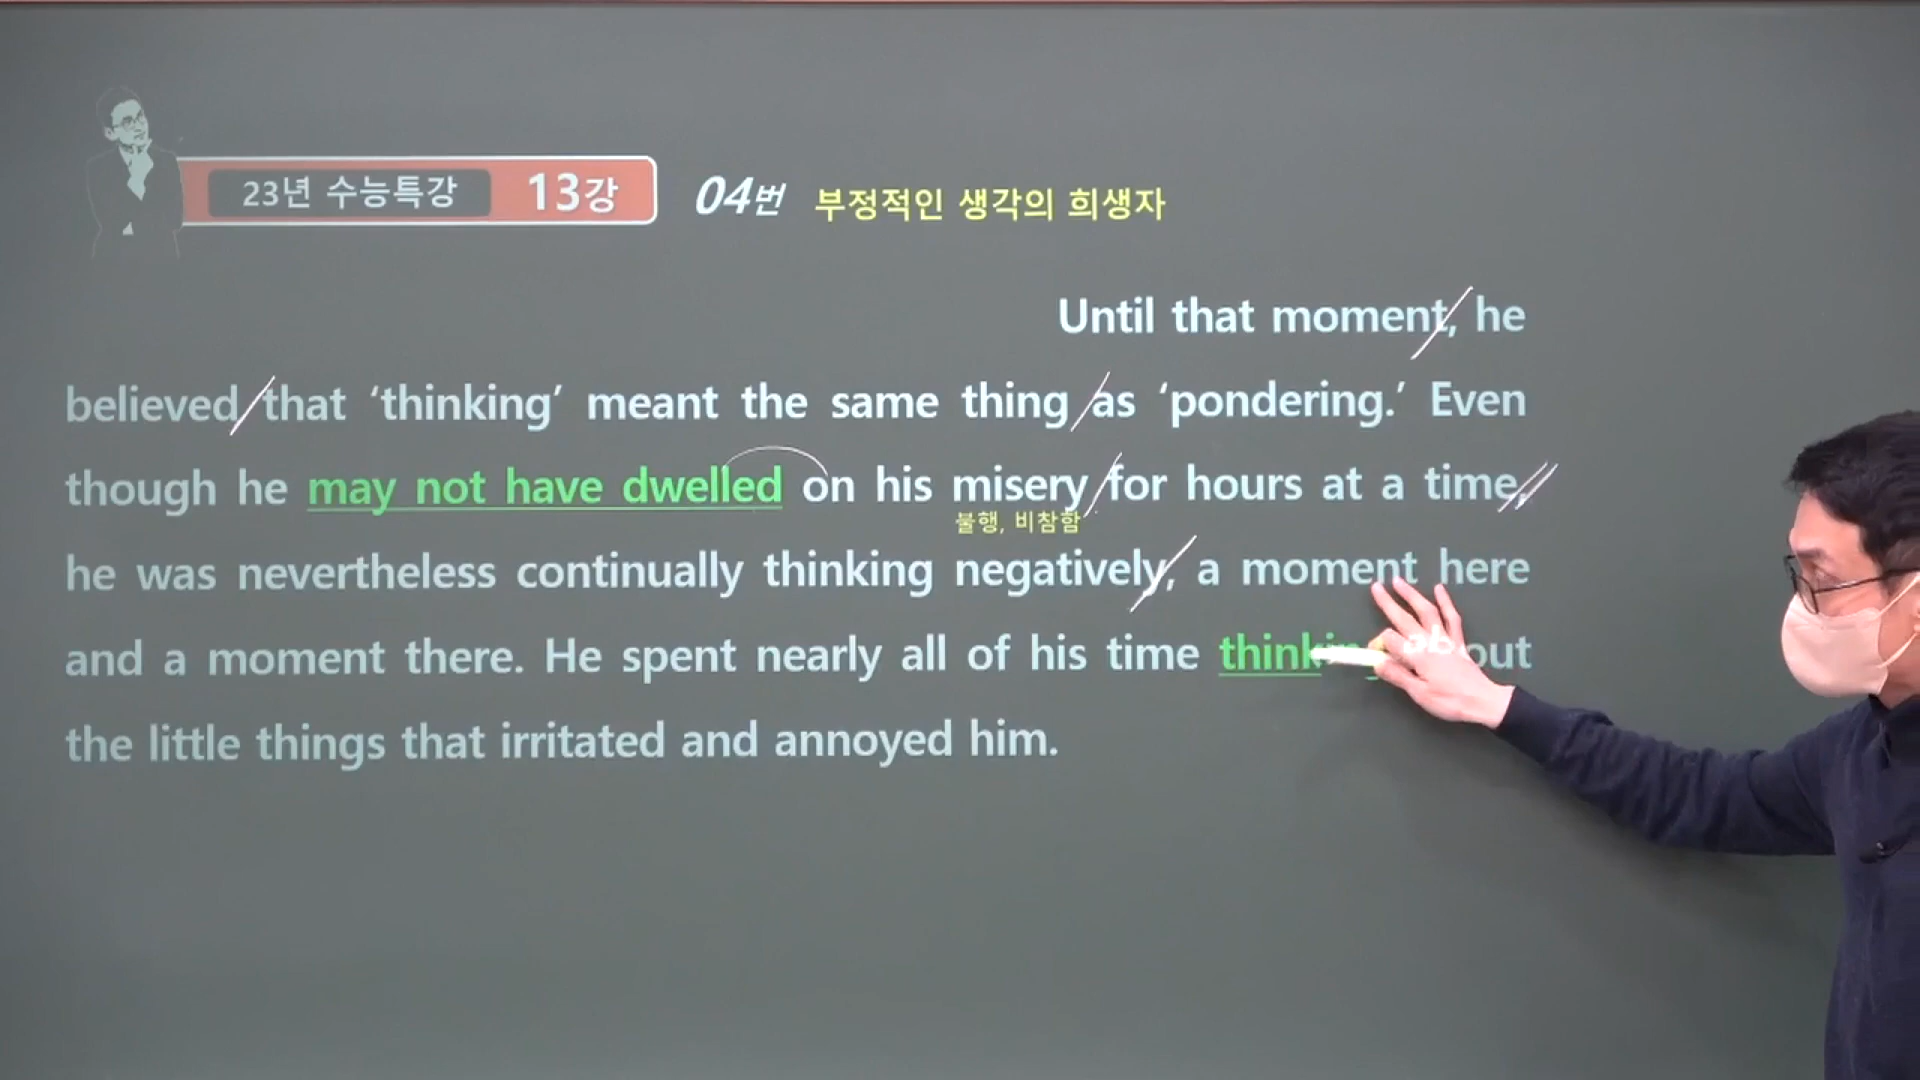 23년 수능특강 13강 04번 부정적인 생각의 희생자
Until that moment, he
believed that ‘thinking’ meant the same thing as ‘pondering.’ Even
though he may not have dwelled on his misery for hours at a time,
불행, 비참함
he was nevertheless continually thinking negatively, a moment here
and a moment there. He spent nearly all of his time thinking about
the little things that irritated and annoyed him.